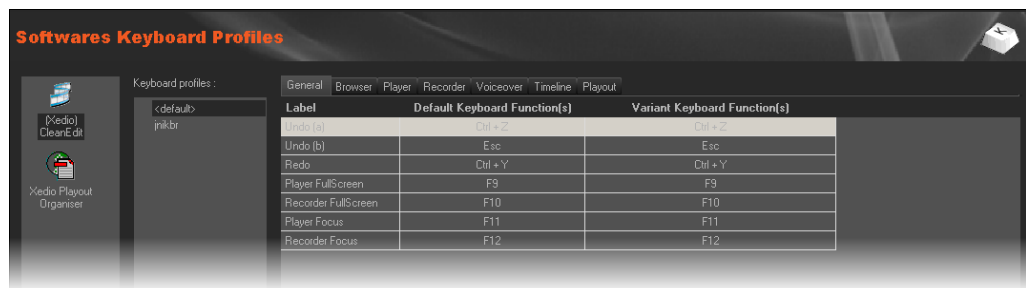 Softwares Keyboard Profiles
K
(Xedio)
CleanEdit
Xedio Playout
Organiser
Keyboard profiles :
<default>
jnikbr
General Browser Player Recorder Voiceover Timeline Playout
Label Default Keyboard Function(s) Variant Keyboard Function(s)
Undo (a) Ctrl + Z Ctrl + Z
Undo (b) Esc Esc
Redo Ctrl + Y Ctrl + Y
Player FullScreen F9 F9
Recorder FullScreen F10 F10
Player Focus F11 F11
Recorder Focus F12 F12